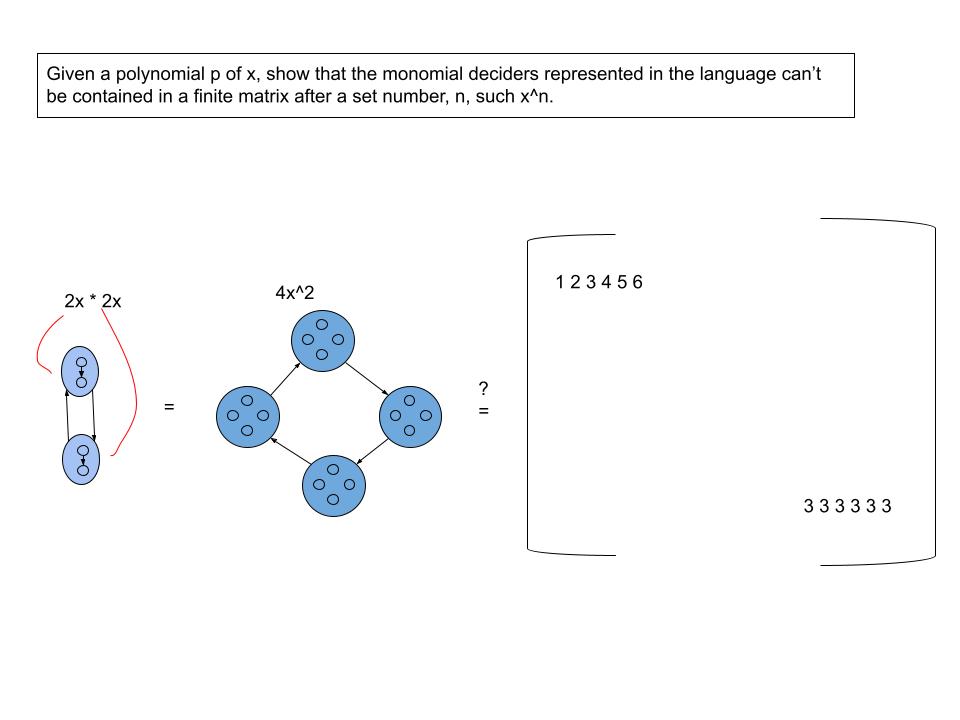 Given a polynomial p of x, show that the monomial deciders represented in the language can't
be contained in a finite matrix after a set number, n, such x^n.
2x * 2x
=
4x^2
?
=
1 2 3 4 5 6
3 3 3 3 3 3